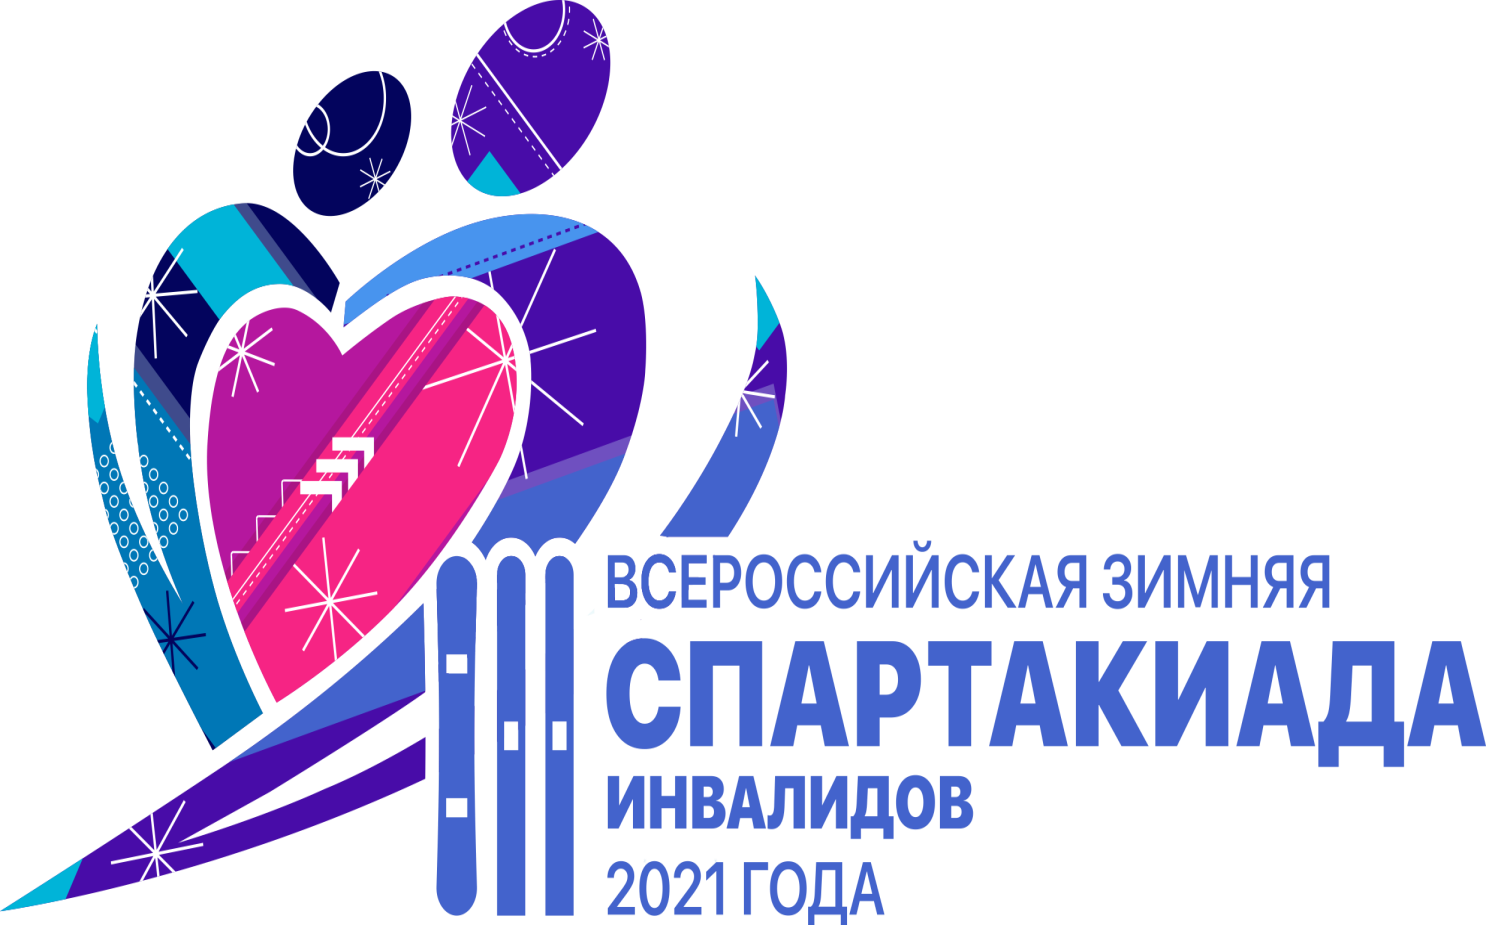 ВСЕРОССИЙСКАЯ ЗИМНЯЯ
СПАРТАКИАДА
ИНВАЛИДОВ
2021 ГОДА